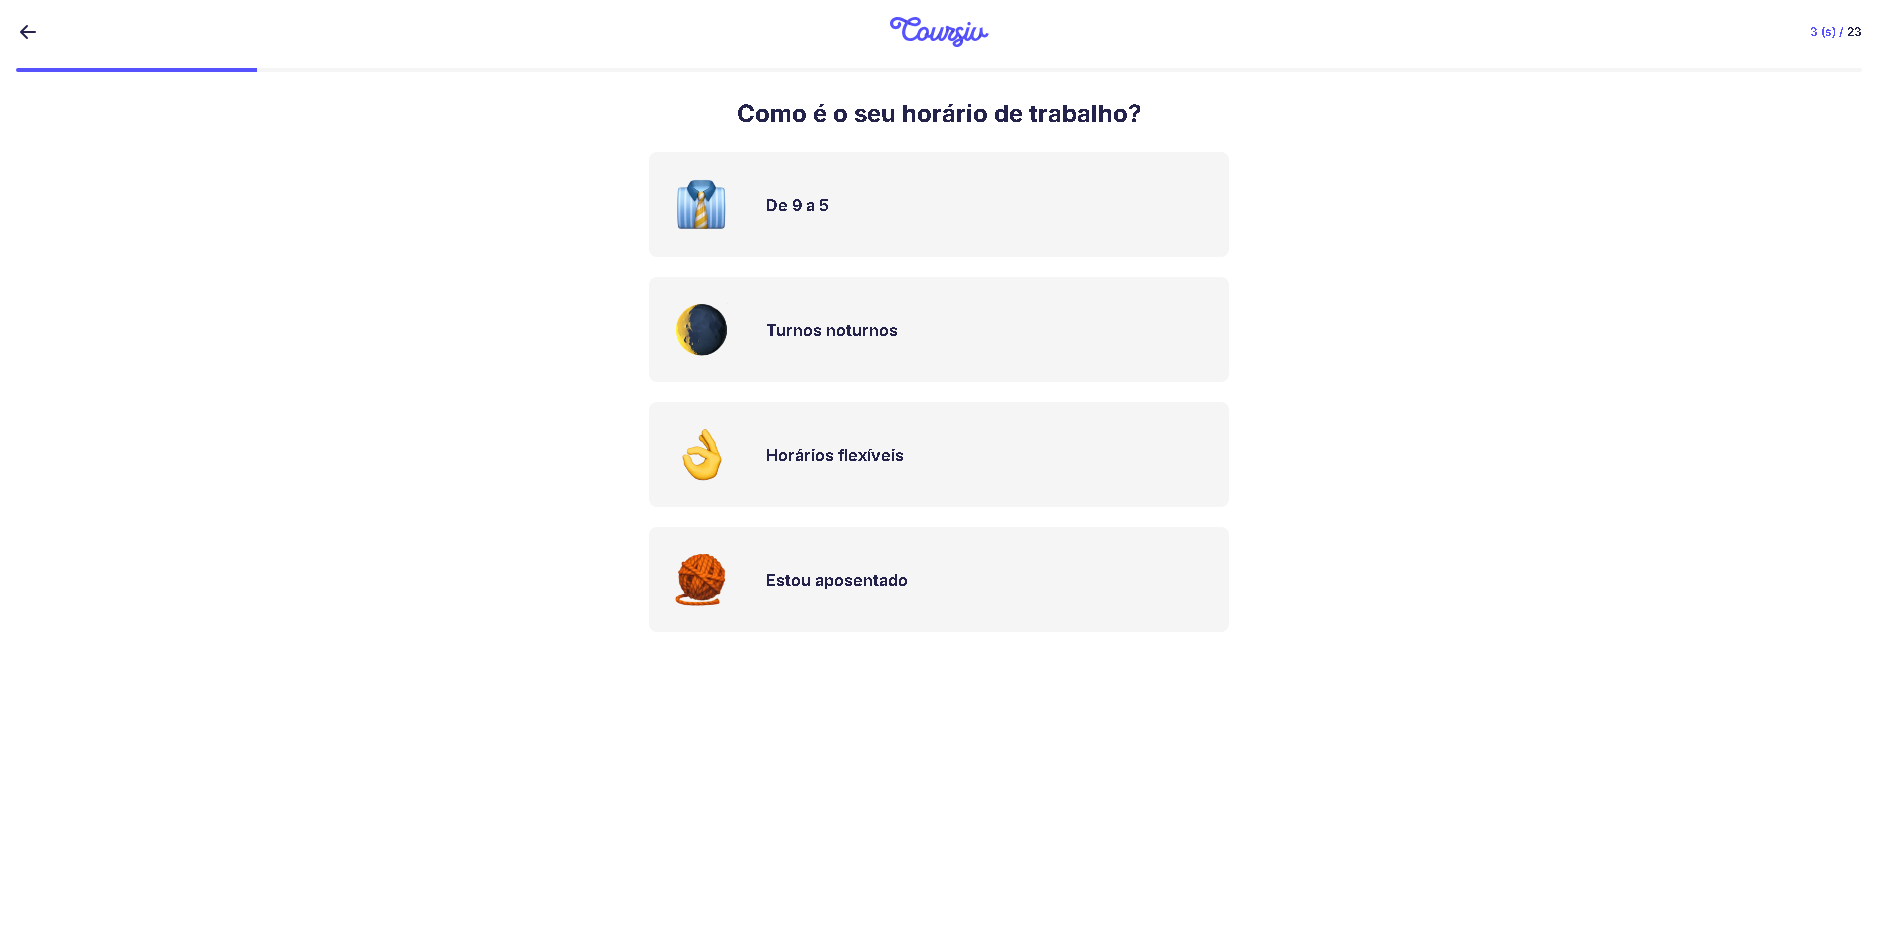 Coursiv
3 (s) / 23
Como é o seu horário de trabalho?
De 9 a 5
Turnos noturnos
Horários flexíveis
Estou aposentado